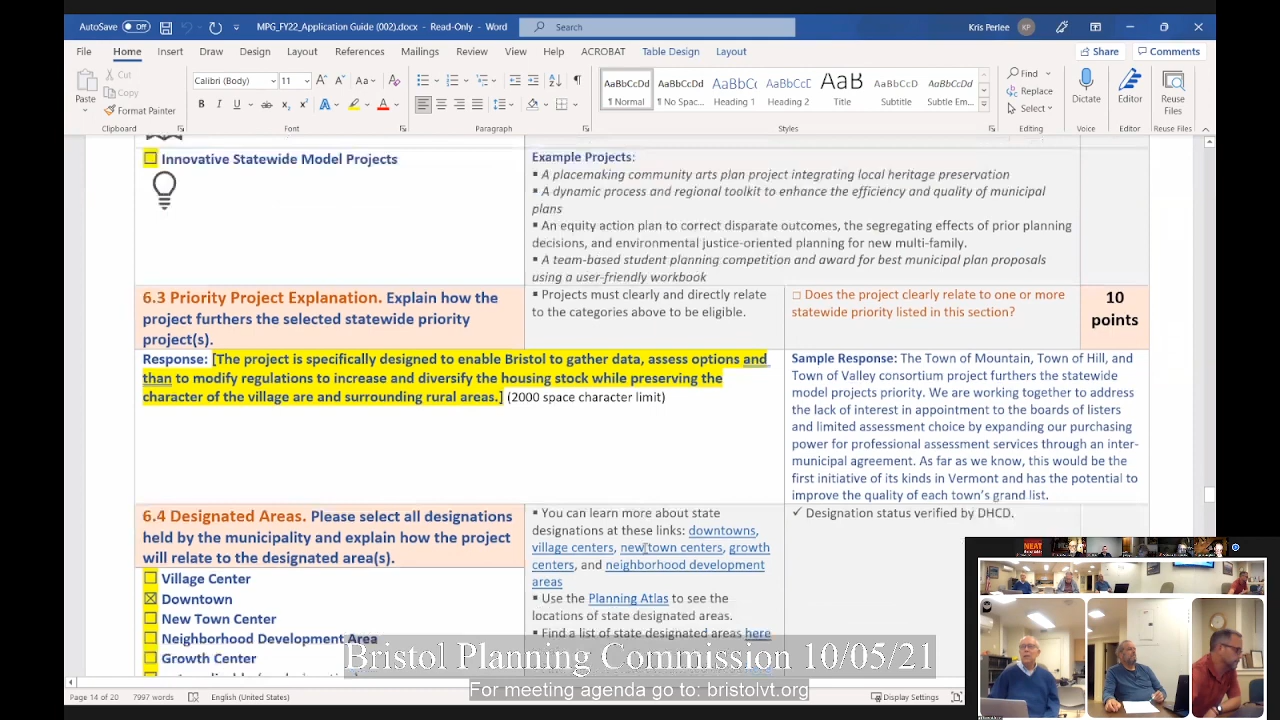 AutoSave Off MPG_FY22_Application Guide (002).docx - Read-Only - Word Search Kris Perlee KP
File Home Insert Draw Design Layout References Mailings Review View Help ACROBAT Table Design Layout Share Comments
Paste Cut Copy Format Painter
Calibri (Body) 11
AaBbCcDd AaBbCcDd AaBbCc AaBbCcC AaB AaBbCcD AaBbCcDd
¶ Normal ¶ No Spac... Heading 1 Heading 2 Title Subtitle Subtle Em...
Find Replace Select Dictate Editor Reuse Files
Clipboard Font Paragraph Styles Editing Voice Editor Reuse Files
☐ Innovative Statewide Model Projects
Example Projects:
▪ A placemaking community arts plan project integrating local heritage preservation
▪ A dynamic process and regional toolkit to enhance the efficiency and quality of municipal
plans
▪ An equity action plan to correct disparate outcomes, the segregating effects of prior planning
decisions, and environmental justice-oriented planning for new multi-family.
▪ A team-based student planning competition and award for best municipal plan proposals
using a user-friendly workbook
6.3 Priority Project Explanation. Explain how the
project furthers the selected statewide priority
project(s).
▪ Projects must clearly and directly relate
to the categories above to be eligible.
□ Does the project clearly relate to one or more
statewide priority listed in this section?
10
points
Response: [The project is specifically designed to enable Bristol to gather data, assess options and
than to modify regulations to increase and diversify the housing stock while preserving the
character of the village are and surrounding rural areas.] (2000 space character limit)
Sample Response: The Town of Mountain, Town of Hill, and
Town of Valley consortium project furthers the statewide
model projects priority. We are working together to address
the lack of interest in appointment to the boards of listers
and limited assessment choice by expanding our purchasing
power for professional assessment services through an inter-
municipal agreement. As far as we know, this would be the
first initiative of its kinds in Vermont and has the potential to
improve the quality of each town's grand list.
6.4 Designated Areas. Please select all designations
held by the municipality and explain how the project
will relate to the designated area(s).
☐ Village Center
☒ Downtown
☐ New Town Center
☐ Neighborhood Development Area
☐ Growth Center
▪ You can learn more about state
designations at these links: downtowns,
village centers, new town centers, growth
centers, and neighborhood development
areas
▪ Use the Planning Atlas to see the
locations of state designated areas.
▪ Find a list of state designated areas here
✓ Designation status verified by DHCD.
Bristol Planning Commission 10/05/21
For meeting agenda go to: bristolvt.org
Page 14 of 20 7997 words English (United States) Display Settings
NEAT